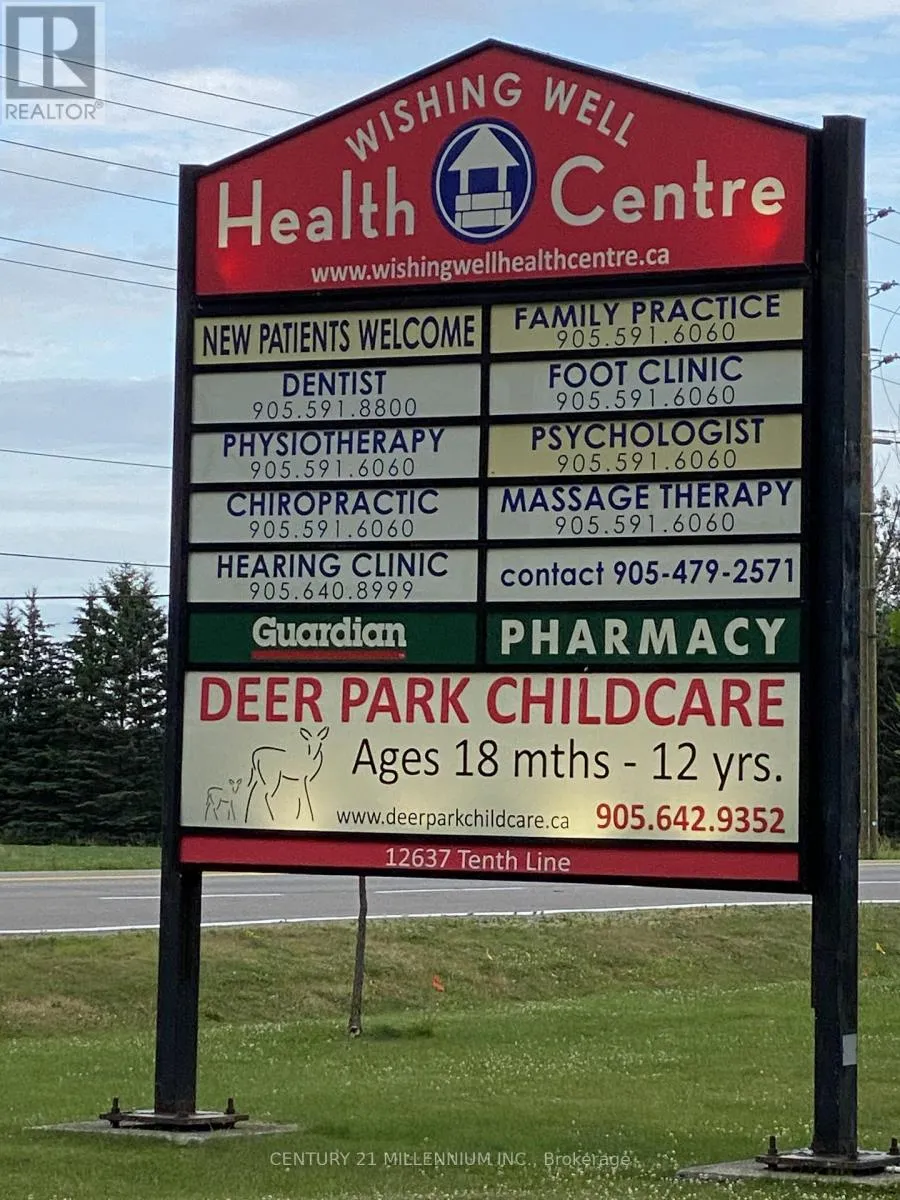 REALTOR®
WISHING WELL
Health Centre
www.wishingwellhealthcentre.ca
NEW PATIENTS WELCOME
FAMILY PRACTICE
905.591.6060
DENTIST
905.591.8800
FOOT CLINIC
905.591.6060
PHYSIOTHERAPY
905.591.6060
PSYCHOLOGIST
905.591.6060
CHIROPRACTIC
905.591.6060
MASSAGE THERAPY
905.591.6060
HEARING CLINIC
905.640.8999
contact 905-479-2571
Guardian
PHARMACY
DEER PARK CHILDCARE
Ages 18 mths - 12 yrs.
www.deerparkchildcare.ca 905.642.9352
12637 Tenth Line
CENTURY 21 MILLENNIUM INC., Brokerage